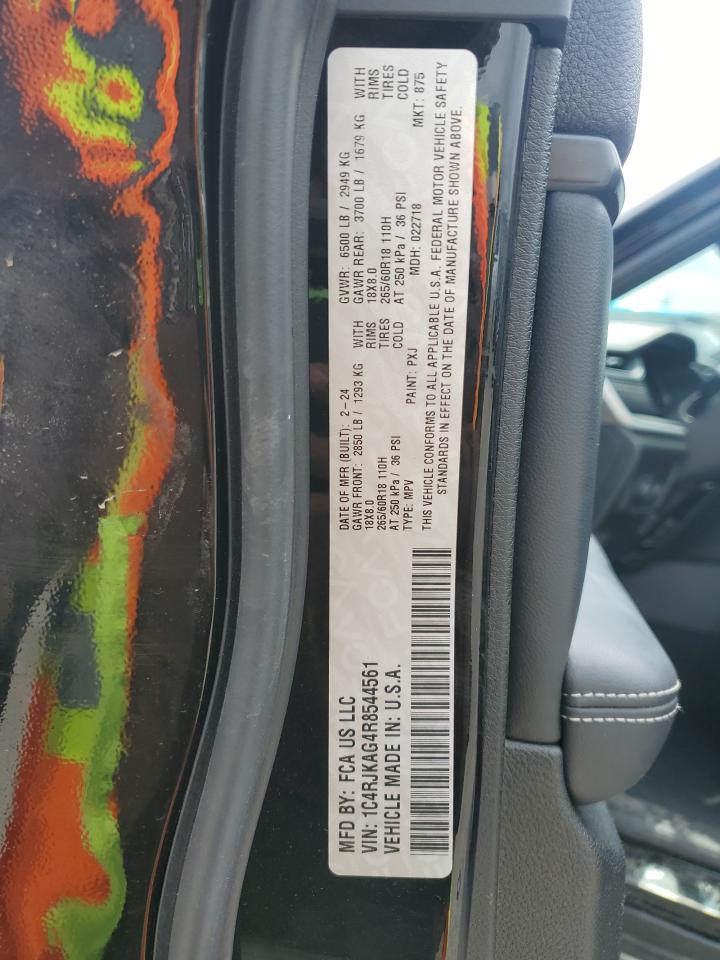 MFD BY: FCA US LLC
VIN: 1C4RJKAG4R8544561
VEHICLE MADE IN: U.S.A.
DATE OF MFR (BUILT): 2-24 GVWR: 6500 LB / 2949 KG
GAWR FRONT: 2850 LB / 1293 KG WITH GAWR REAR: 3700 LB / 1679 KG WITH
18X8.0 RIMS 18X8.0 RIMS
265/60R18 110H TIRES 265/60R18 110H TIRES
AT 250 kPa / 36 PSI COLD AT 250 kPa / 36 PSI COLD
TYPE: MPV PAINT: PXJ MDH: 022718 MKT: 875
THIS VEHICLE CONFORMS TO ALL APPLICABLE U.S.A. FEDERAL MOTOR VEHICLE SAFETY
STANDARDS IN EFFECT ON THE DATE OF MANUFACTURE SHOWN ABOVE.